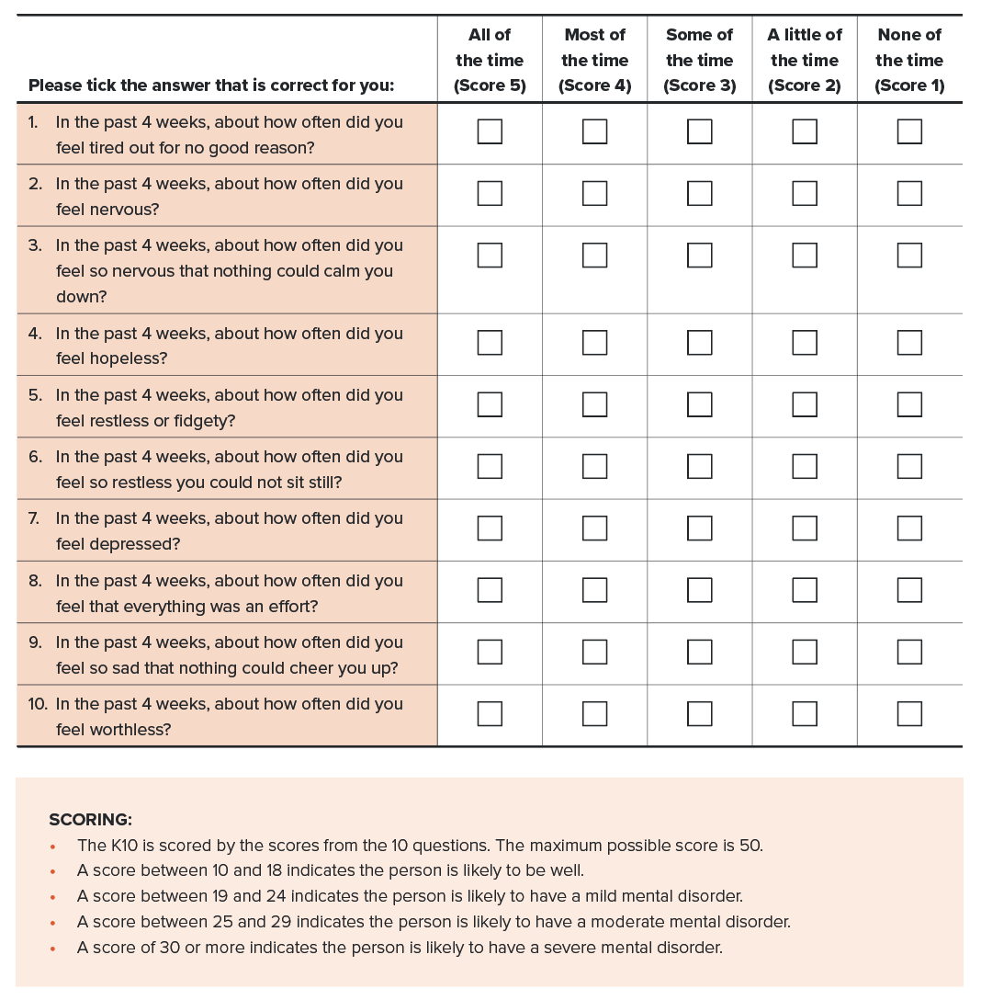 Please tick the answer that is correct for you:
All of
the time
(Score 5)
Most of
the time
(Score 4)
Some of
the time
(Score 3)
A little of
the time
(Score 2)
None of
the time
(Score 1)
1. In the past 4 weeks, about how often did you
feel tired out for no good reason?
2. In the past 4 weeks, about how often did you
feel nervous?
3. In the past 4 weeks, about how often did you
feel so nervous that nothing could calm you
down?
4. In the past 4 weeks, about how often did you
feel hopeless?
5. In the past 4 weeks, about how often did you
feel restless or fidgety?
6. In the past 4 weeks, about how often did you
feel so restless you could not sit still?
7. In the past 4 weeks, about how often did you
feel depressed?
8. In the past 4 weeks, about how often did you
feel that everything was an effort?
9. In the past 4 weeks, about how often did you
feel so sad that nothing could cheer you up?
10. In the past 4 weeks, about how often did you
feel worthless?
SCORING:
• The K10 is scored by the scores from the 10 questions. The maximum possible score is 50.
• A score between 10 and 18 indicates the person is likely to be well.
• A score between 19 and 24 indicates the person is likely to have a mild mental disorder.
• A score between 25 and 29 indicates the person is likely to have a moderate mental disorder.
• A score of 30 or more indicates the person is likely to have a severe mental disorder.